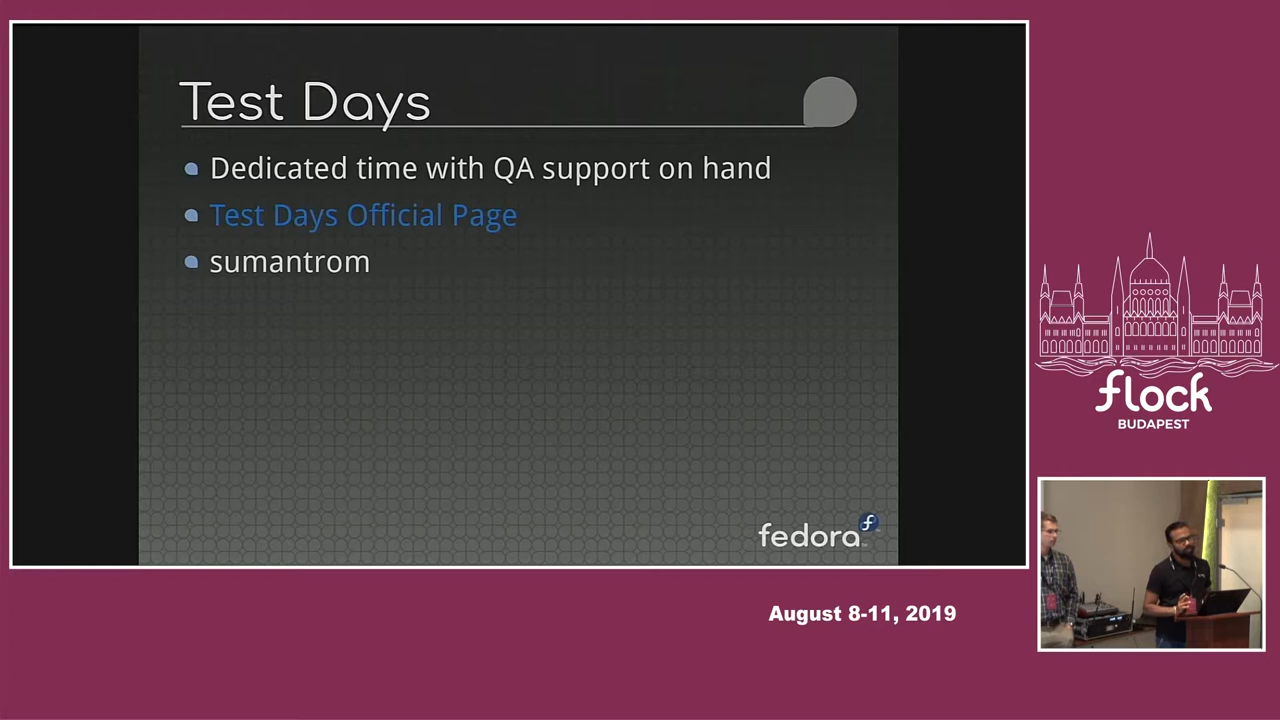 Test Days
Dedicated time with QA support on hand
Test Days Official Page
sumantrom
fedora
flock
BUDAPEST
August 8-11, 2019